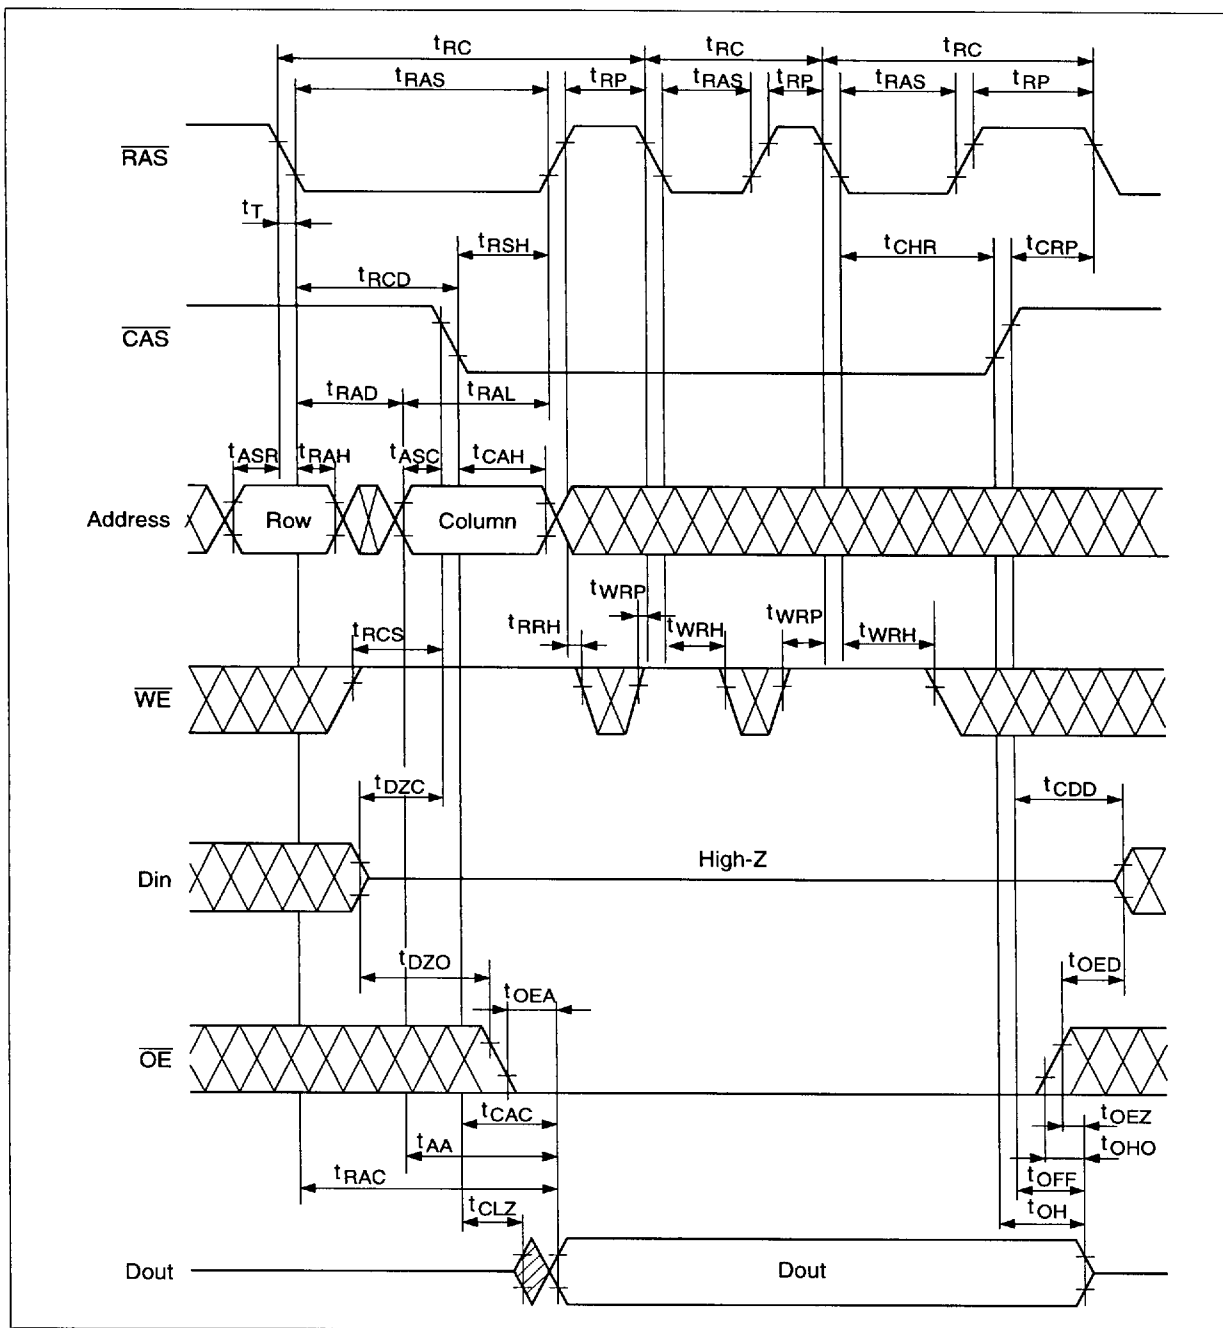 tRC tRC tRC
tRAS tRP tRAS tRP tRAS tRP
RAS
tT
tRSH tCHR tCRP
tRCD
CAS
tRAD tRAL
tASR tRAH tASC tCAH
Address Row Column
tWRP tWRP
tRRH tWRH tWRH
tRCS
WE
tDZC tCDD
High-Z
Din
tDZO tOED
tOEA
OE
tCAC tOEZ
tAA tOHO
tRAC tOFF
tCLZ tOH
Dout Dout